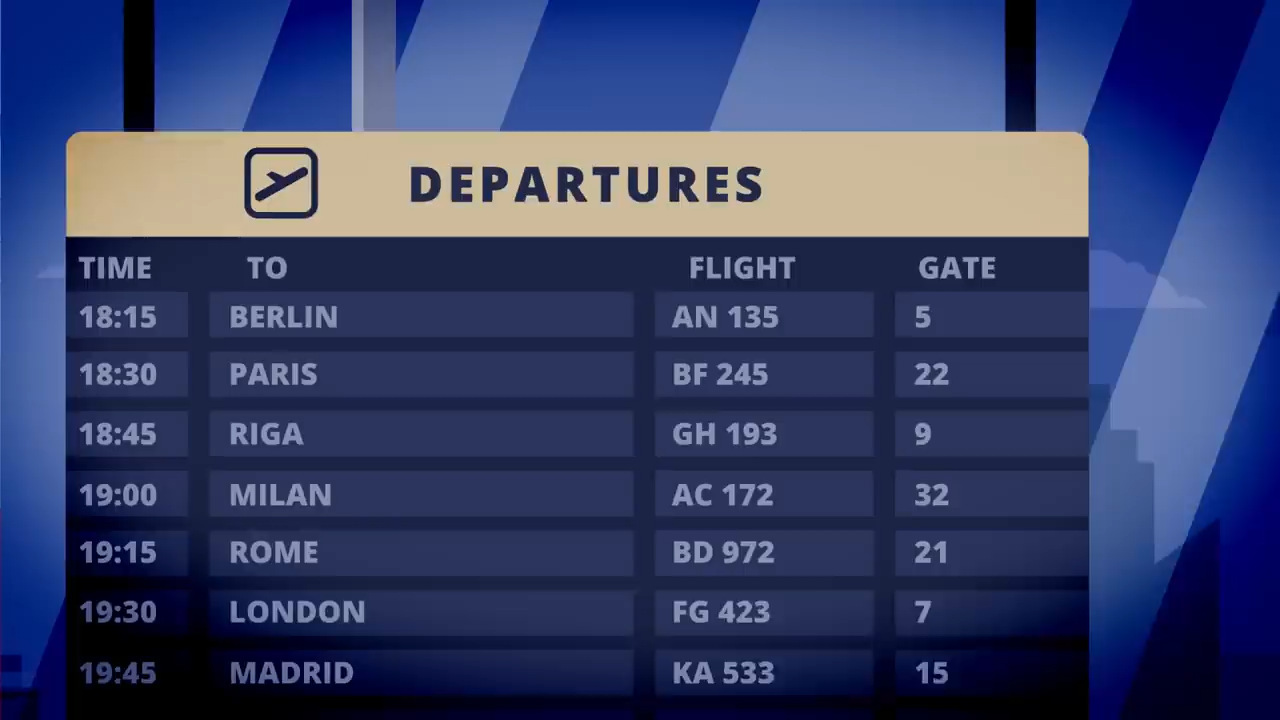 DEPARTURES
TIME TO FLIGHT GATE
18:15 BERLIN AN 135 5
18:30 PARIS BF 245 22
18:45 RIGA GH 193 9
19:00 MILAN AC 172 32
19:15 ROME BD 972 21
19:30 LONDON FG 423 7
19:45 MADRID KA 533 15